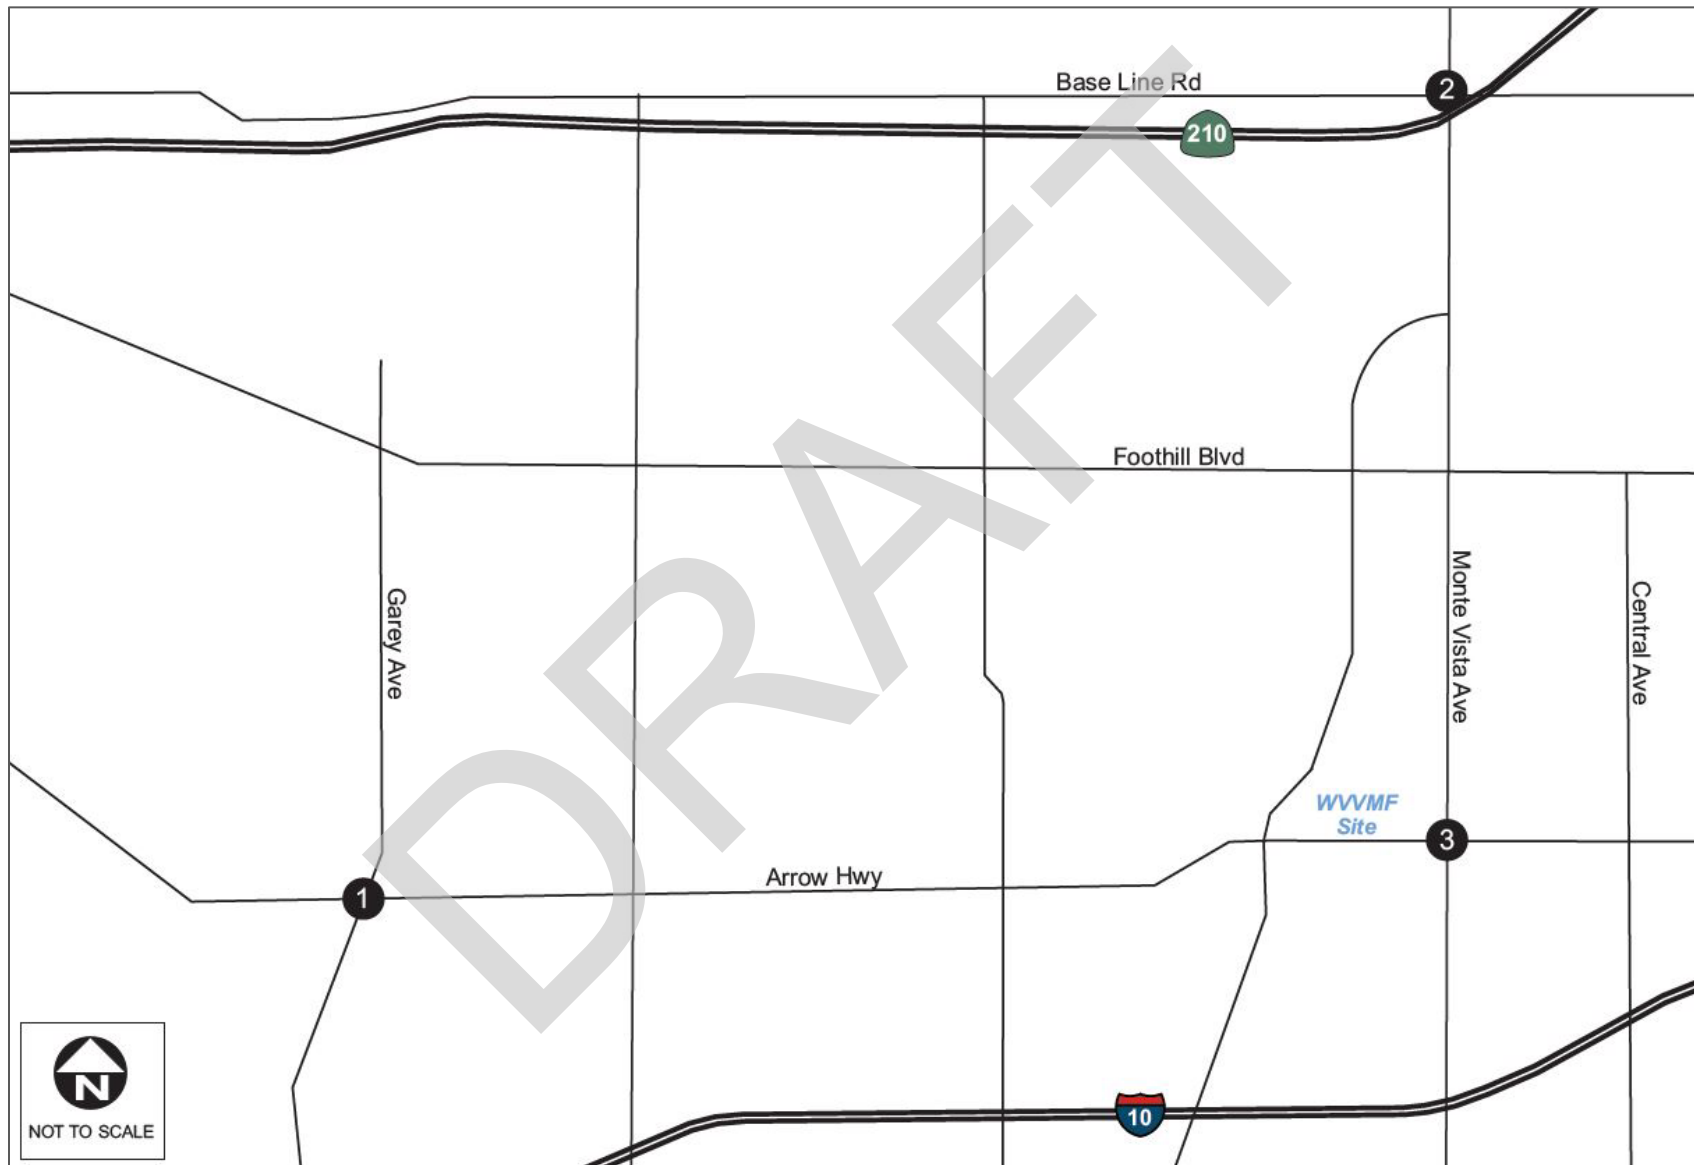 Base Line Rd
2
210
Foothill Blvd
Garey Ave
Monte Vista Ave
Central Ave
WVVMF
Site
3
Arrow Hwy
1
DRAFT
N
NOT TO SCALE
10